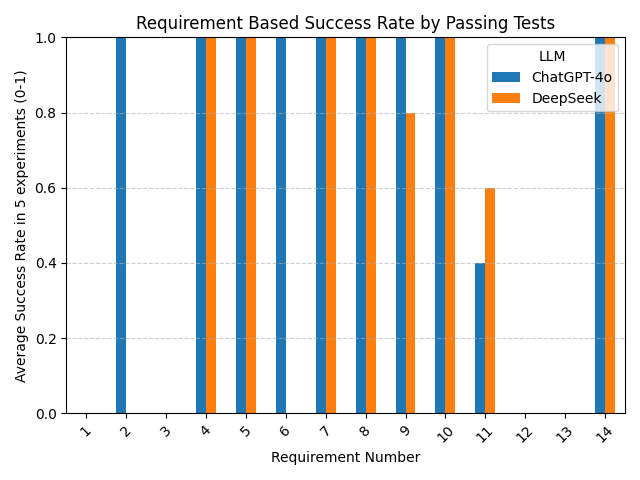 Requirement Based Success Rate by Passing Tests
Average Success Rate in 5 experiments (0-1)
1.0
0.8
0.6
0.4
0.2
0.0
LLM
ChatGPT-4o
DeepSeek
1 2 3 4 5 6 7 8 9 10 11 12 13 14
Requirement Number